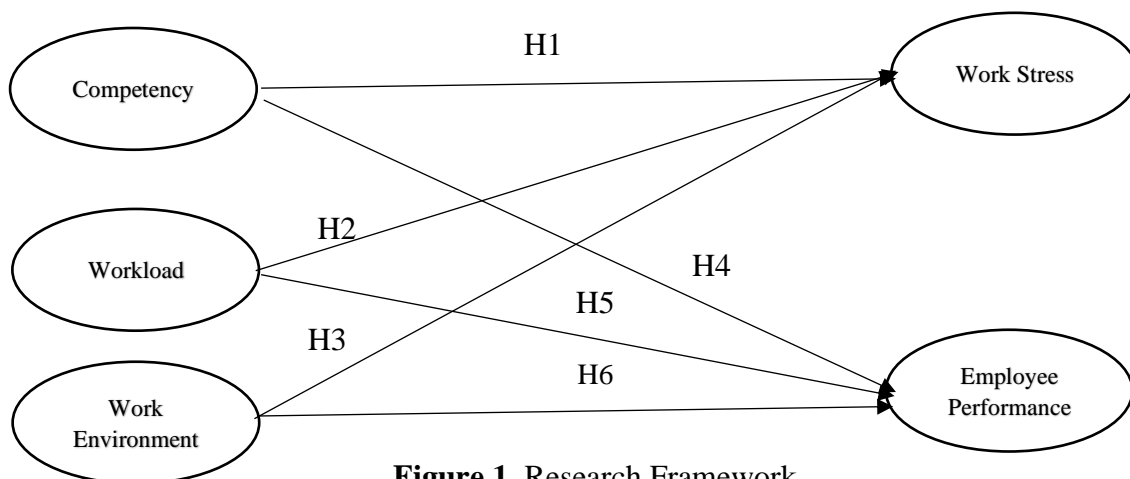 H1
Competency
Work Stress
H2
Workload
H4
H5
H3
H6
Work
Environment
Employee
Performance
Figure 1. Research Framework